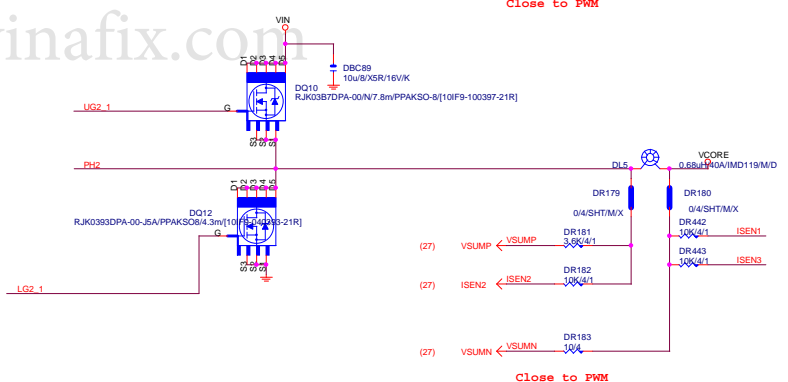 Close to PWM
vinafix.com
VIN
D1
D2
D3
D4
D5
DBC89
10u/8/X5R/16V/K
DQ10
RJK03B7DPA-00/N/7.8m/PPAKSO-8/[10IF9-100397-21R]
UG2_1
G
S3
S2
S1
PH2
DL5
VCORE
0.68uH/40A/IMD119/M/D
D1
D2
D3
D4
D5
DQ12
RJK0393DPA-00-J5A/PPAKSO8/4.3m/[10IF9-040393-21R]
G
S3
S2
S1
LG2_1
DR179
0/4/SHT/M/X
DR180
0/4/SHT/M/X
DR442
10K/4/1
ISEN1
DR443
10K/4/1
ISEN3
(27)
VSUMP
VSUMP
DR181
3.6K/4/1
(27)
ISEN2
ISEN2
DR182
10K/4/1
(27)
VSUMN
VSUMN
DR183
10/4
Close to PWM